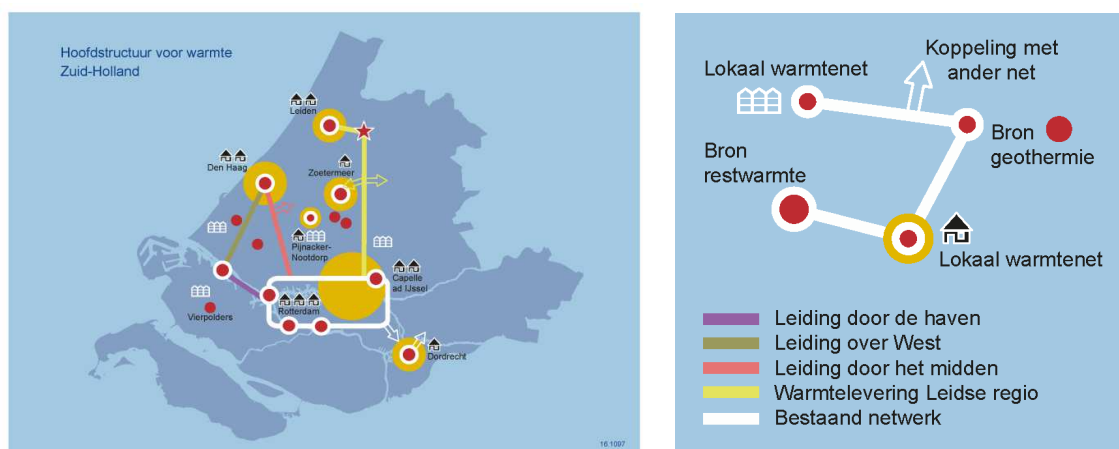 Hoofdstructuur voor warmte
Zuid-Holland
Leiden
Den Haag
Zoetermeer
Pijnacker-
Nootdorp
Capelle
ad IJssel
Rotterdam
Vierpolders
Dordrecht
16.1097
Koppeling met
ander net
Lokaal warmtenet
Bron
geothermie
Bron
restwarmte
Lokaal warmtenet
Leiding door de haven
Leiding over West
Leiding door het midden
Warmtelevering Leidse regio
Bestaand netwerk